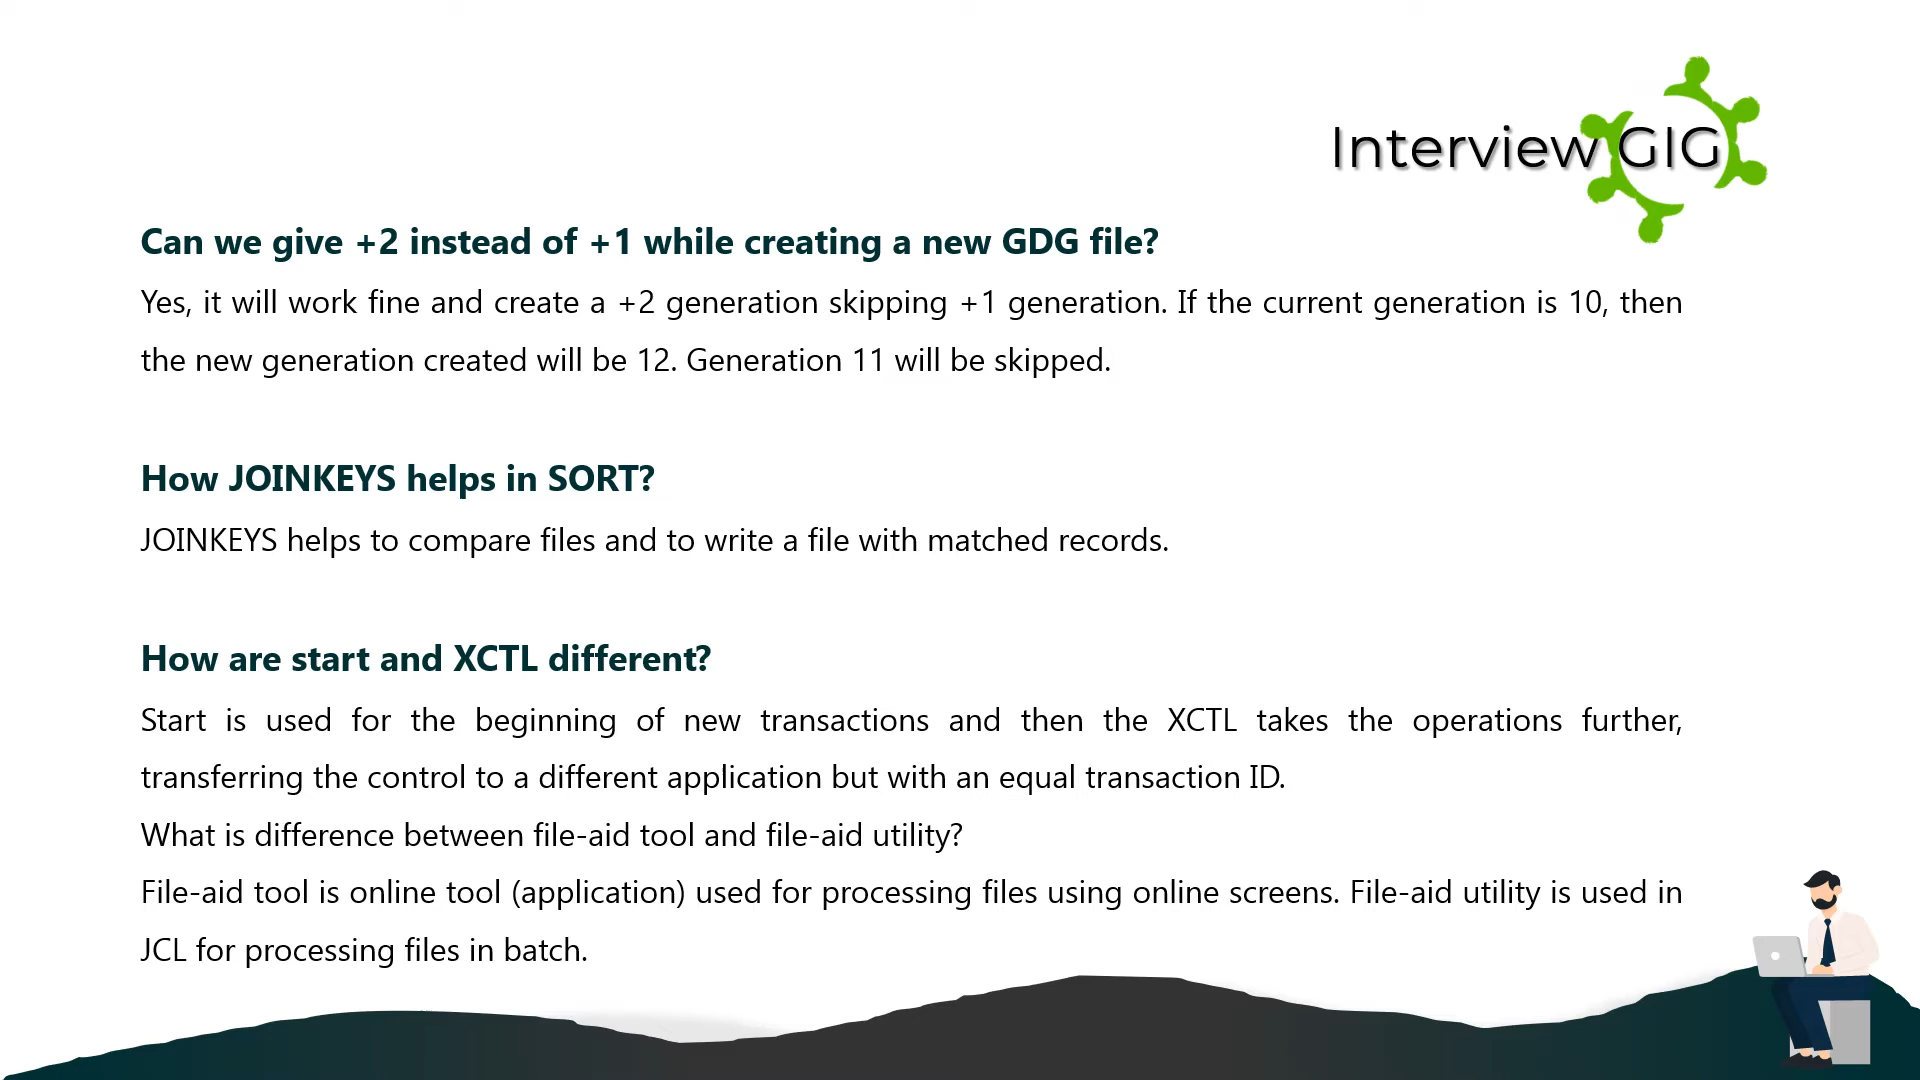 Interview GIG
Can we give +2 instead of +1 while creating a new GDG file?
Yes, it will work fine and create a +2 generation skipping +1 generation. If the current generation is 10, then
the new generation created will be 12. Generation 11 will be skipped.
How JOINKEYS helps in SORT?
JOINKEYS helps to compare files and to write a file with matched records.
How are start and XCTL different?
Start is used for the beginning of new transactions and then the XCTL takes the operations further,
transferring the control to a different application but with an equal transaction ID.
What is difference between file-aid tool and file-aid utility?
File-aid tool is online tool (application) used for processing files using online screens. File-aid utility is used in
JCL for processing files in batch.